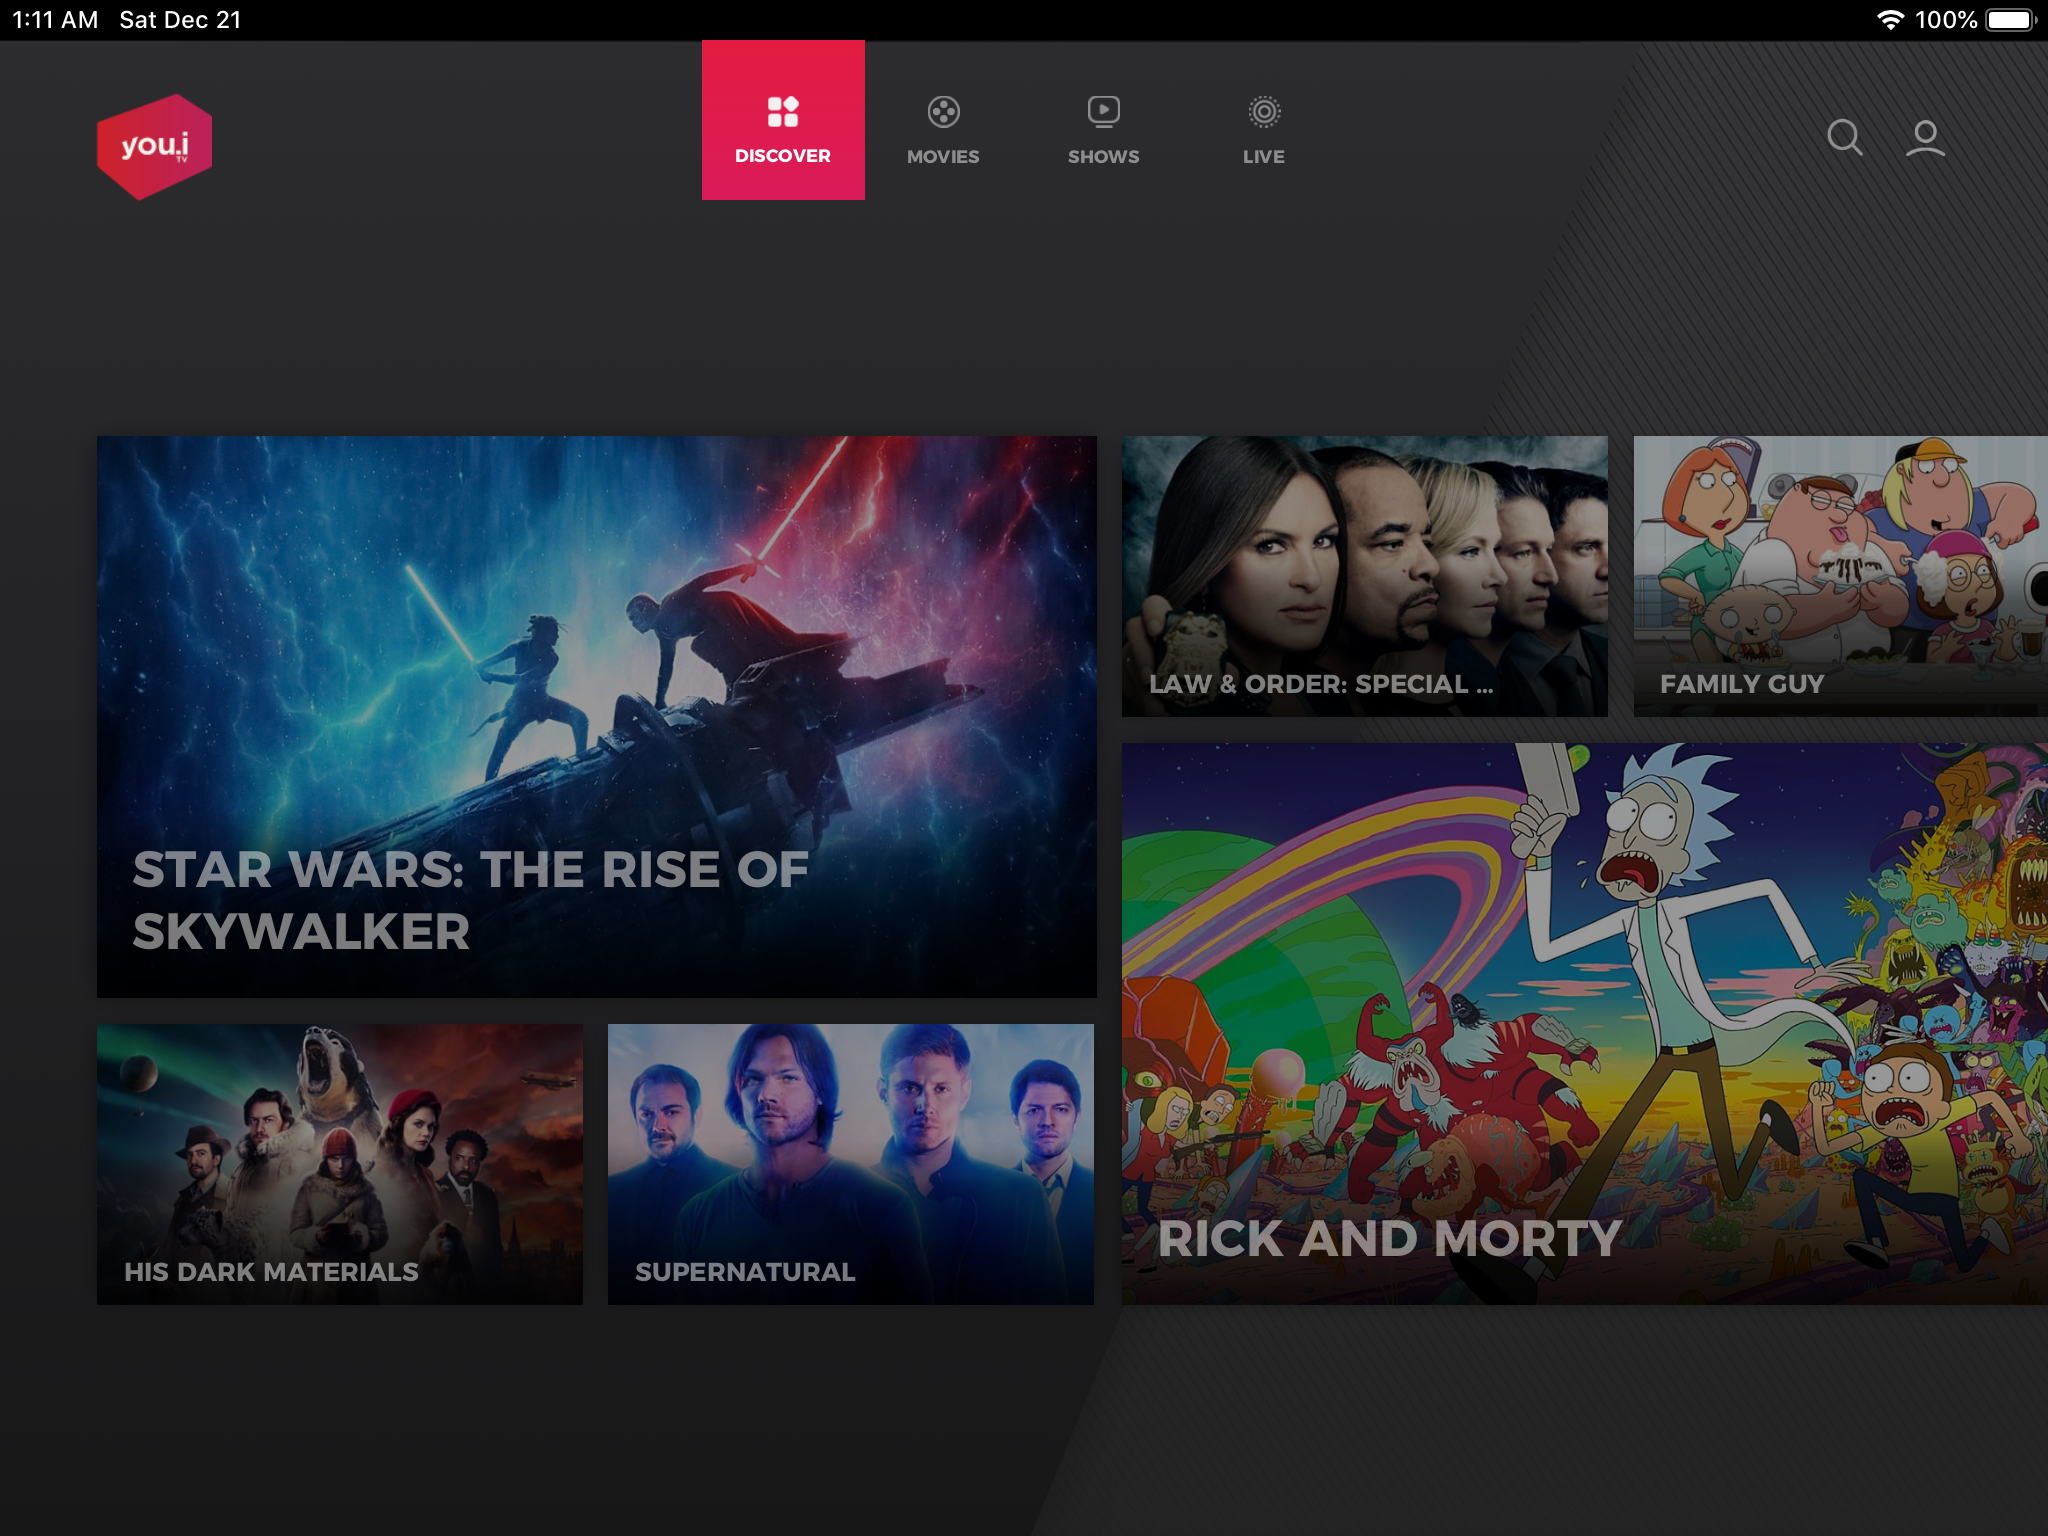 1:11 AM Sat Dec 21
100%
you.i
TV
DISCOVER
MOVIES
SHOWS
LIVE
STAR WARS: THE RISE OF
SKYWALKER
LAW & ORDER: SPECIAL ...
FAMILY GUY
HIS DARK MATERIALS
SUPERNATURAL
RICK AND MORTY